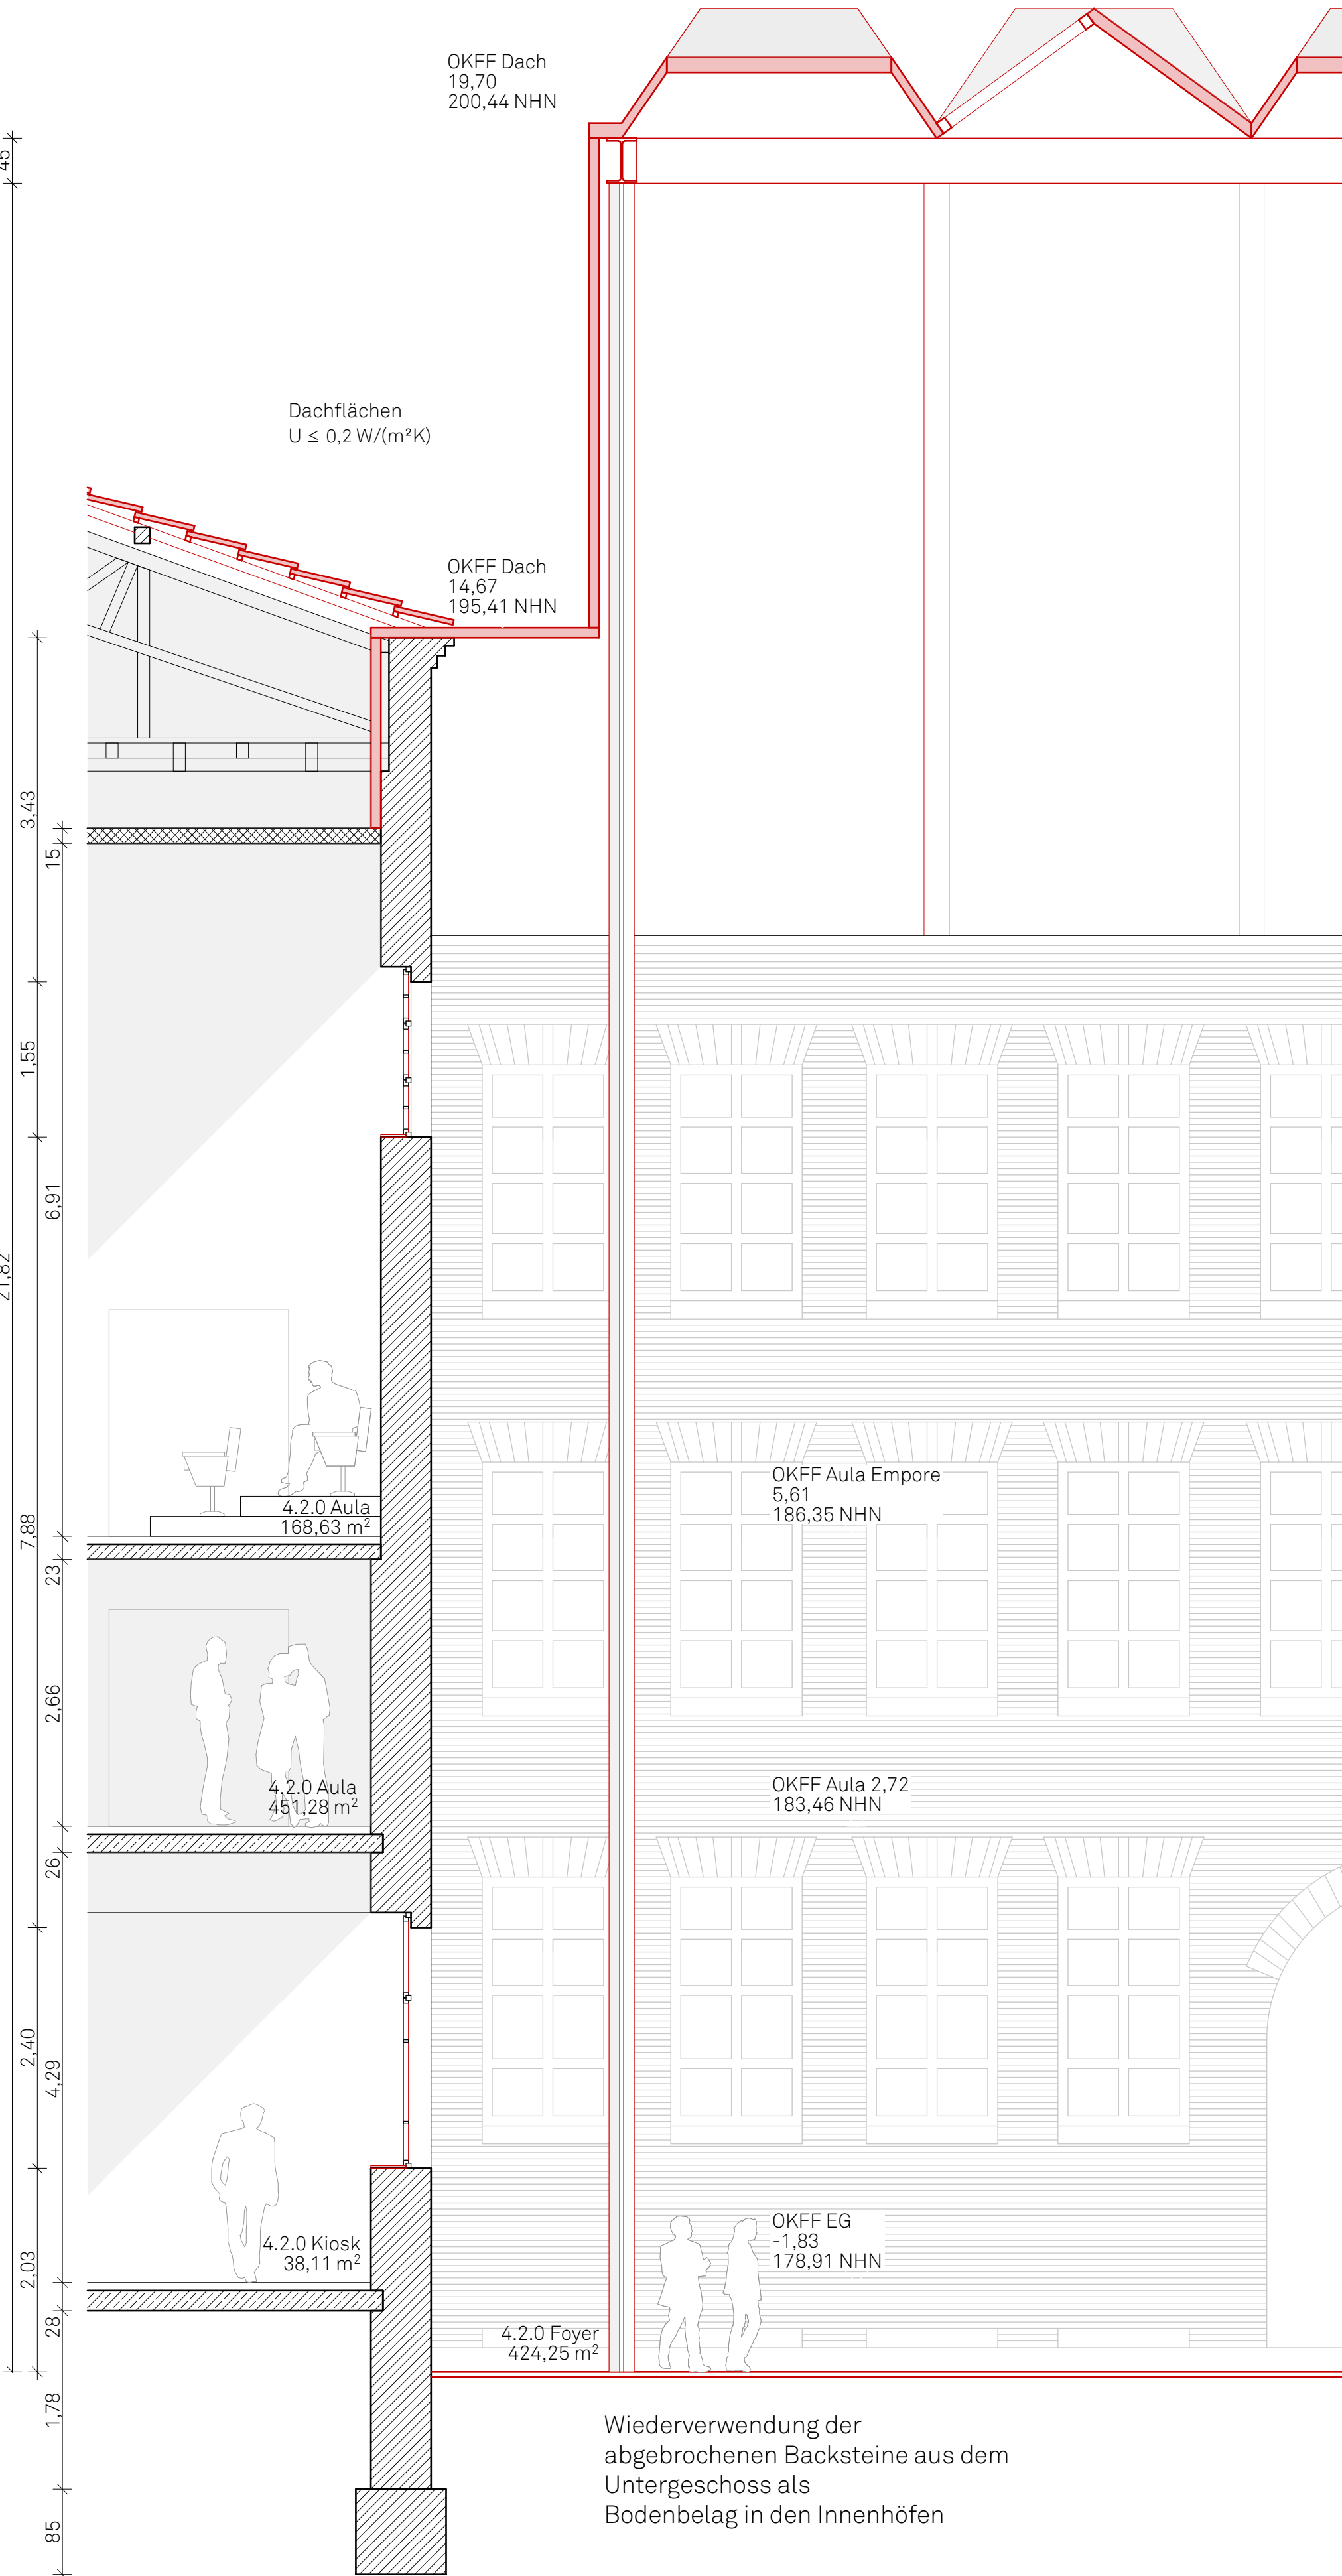 OKFF Dach
19,70
200,44 NHN
45
Dachflächen
U ≤ 0,2 W/(m²K)
OKFF Dach
14,67
195,41 NHN
3,43
15
1,55
6,91
21,82
OKFF Aula Empore
5,61
186,35 NHN
4.2.0 Aula
168,63 m²
7,88
23
2,66
OKFF Aula 2,72
183,46 NHN
4.2.0 Aula
451,28 m²
26
2,40
4,29
OKFF EG
-1,83
178,91 NHN
4.2.0 Kiosk
38,11 m²
2,03
28
4.2.0 Foyer
424,25 m²
1,78
Wiederverwendung der
abgebrochenen Backsteine aus dem
Untergeschoss als
Bodenbelag in den Innenhöfen
85